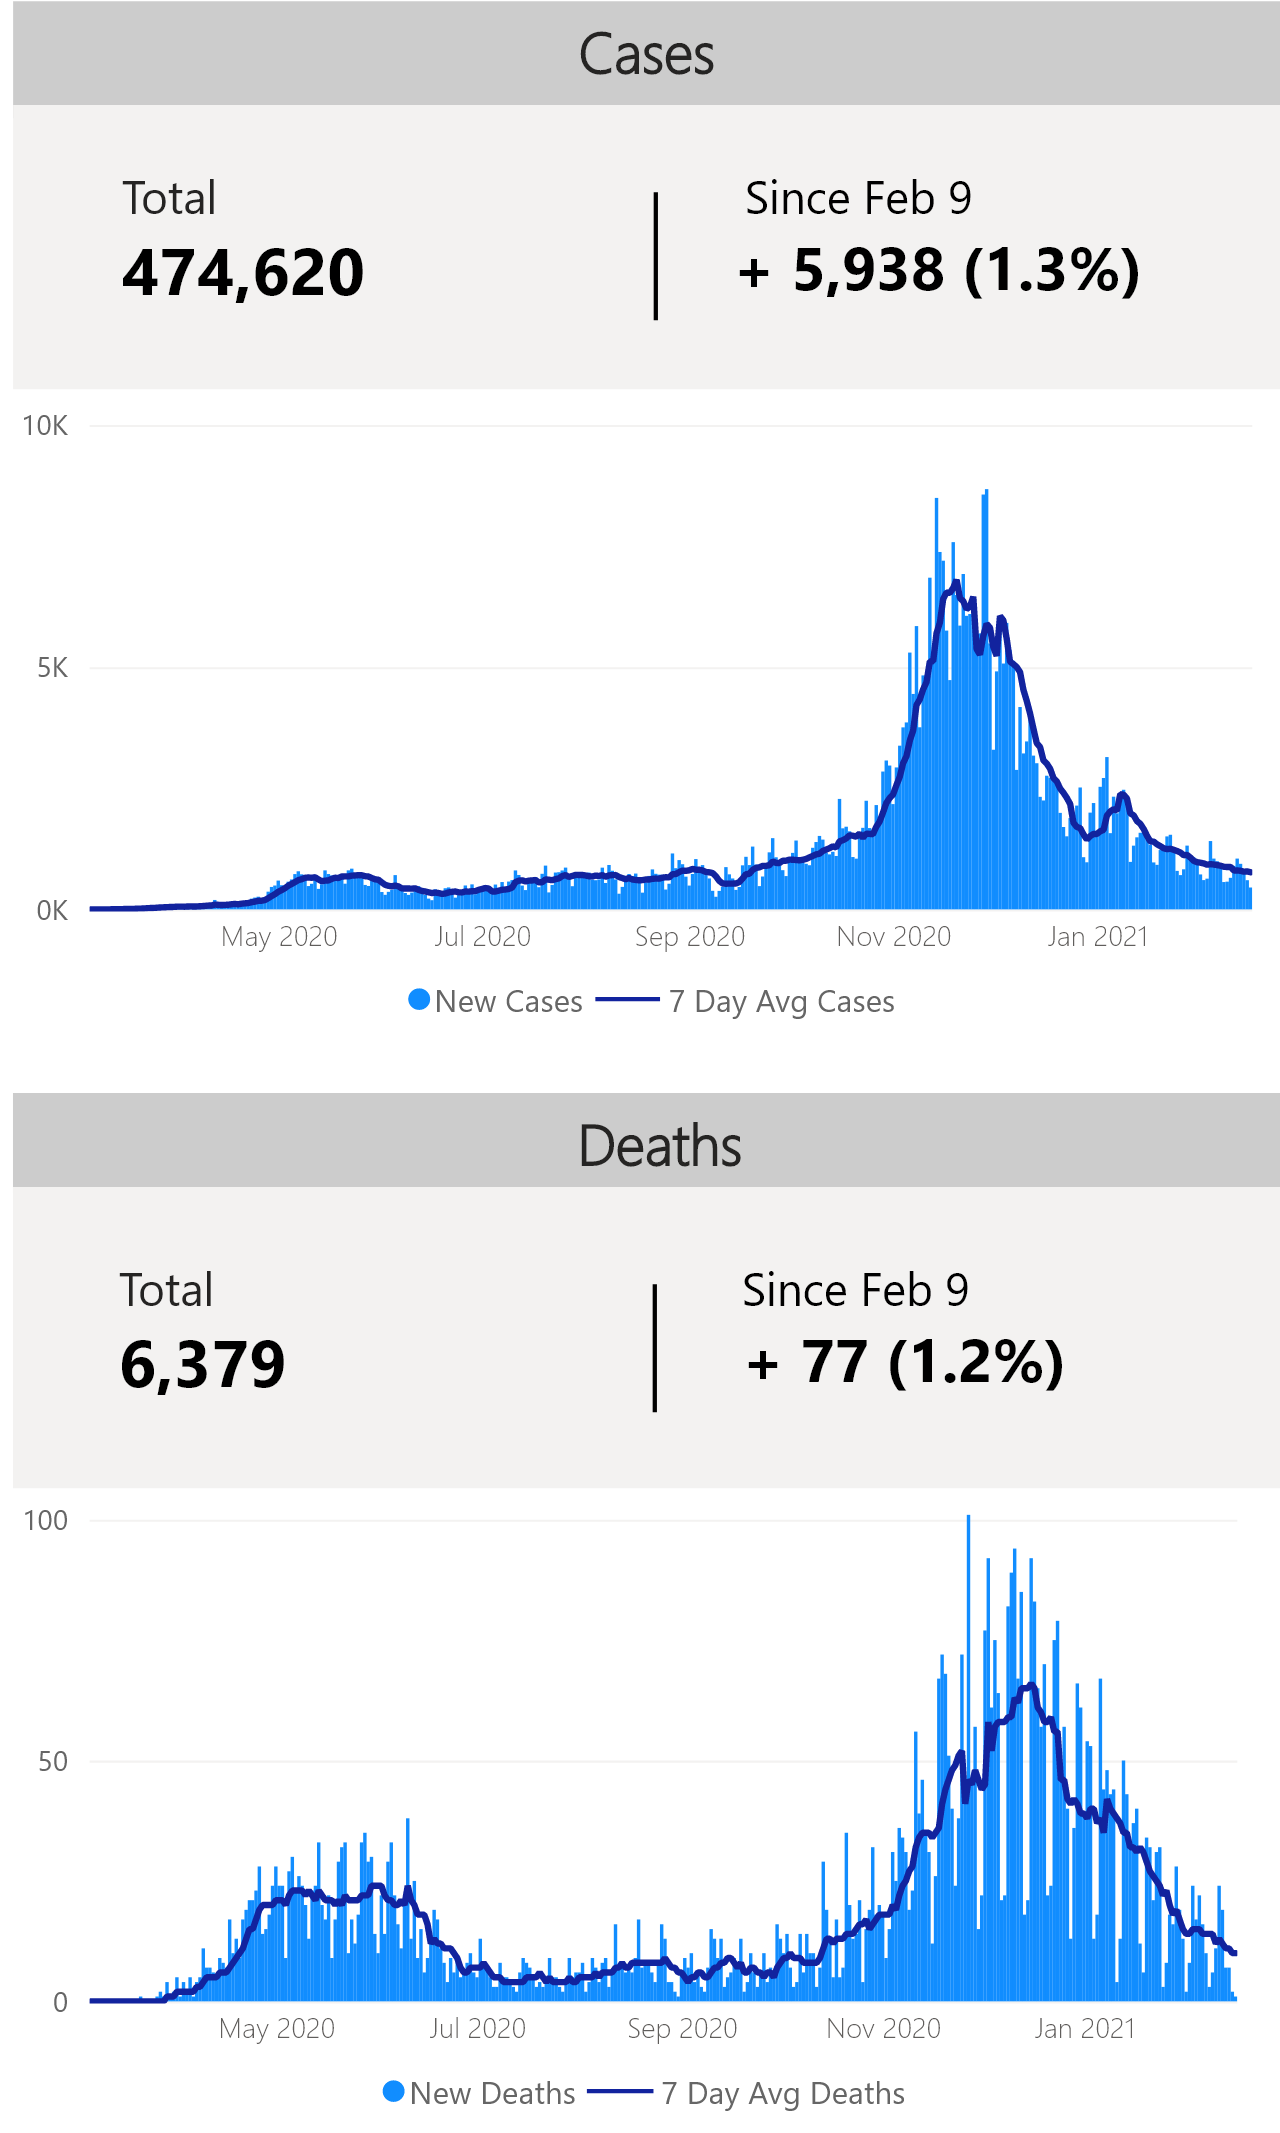 Cases
Total
Since Feb 9
474,620
+ 5,938 (1.3%)
10K
5K
0K
May 2020
Jul 2020
Sep 2020
Nov 2020
Jan 2021
New Cases
7 Day Avg Cases
Deaths
Total
Since Feb 9
6,379
+ 77 (1.2%)
100
50
0
May 2020
Jul 2020
Sep 2020
Nov 2020
Jan 2021
New Deaths
7 Day Avg Deaths